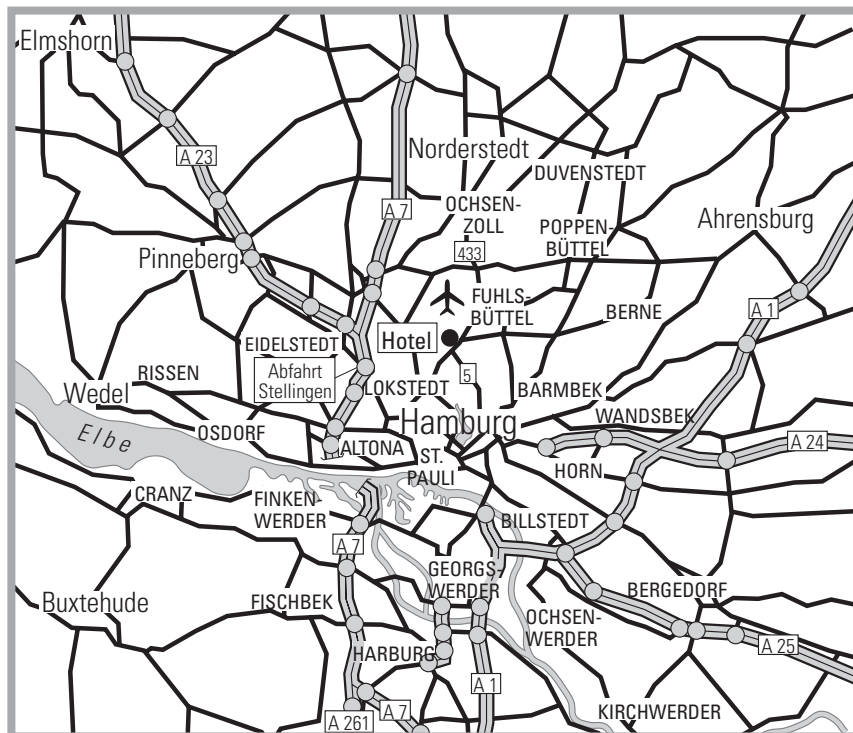 Elmshorn
A 23
Norderstedt
DUVENSTEDT
A 7
OCHSEN-
ZOLL
POPPEN-
BÜTTEL
Ahrensburg
433
Pinneberg
FUHLS-
BÜTTEL
A 1
BERNE
EIDELSTEDT
Hotel
Abfahrt
Stellingen
RISSEN
5
LOKSTEDT
BARMBEK
Wedel
Hamburg
WANDSBEK
Elbe
OSDORF
ALTONA
A 24
ST.
PAULI
HORN
CRANZ
FINKEN-
WERDER
BILLSTEDT
A 7
GEORGS-
WERDER
BERGEDORF
Buxtehude
FISCHBEK
OCHSEN-
WERDER
HARBURG
A 25
A 1
KIRCHWERDER
A 261
A 7